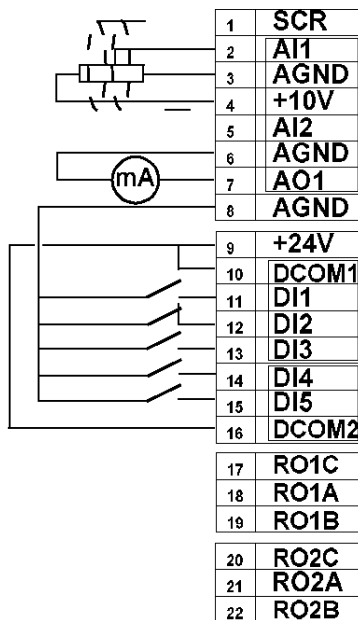 1 SCR
2 AI1
3 AGND
4 +10V
5 AI2
6 AGND
mA
7 AO1
8 AGND
9 +24V
10 DCOM1
11 DI1
12 DI2
13 DI3
14 DI4
15 DI5
16 DCOM2
17 RO1C
18 RO1A
19 RO1B
20 RO2C
21 RO2A
22 RO2B